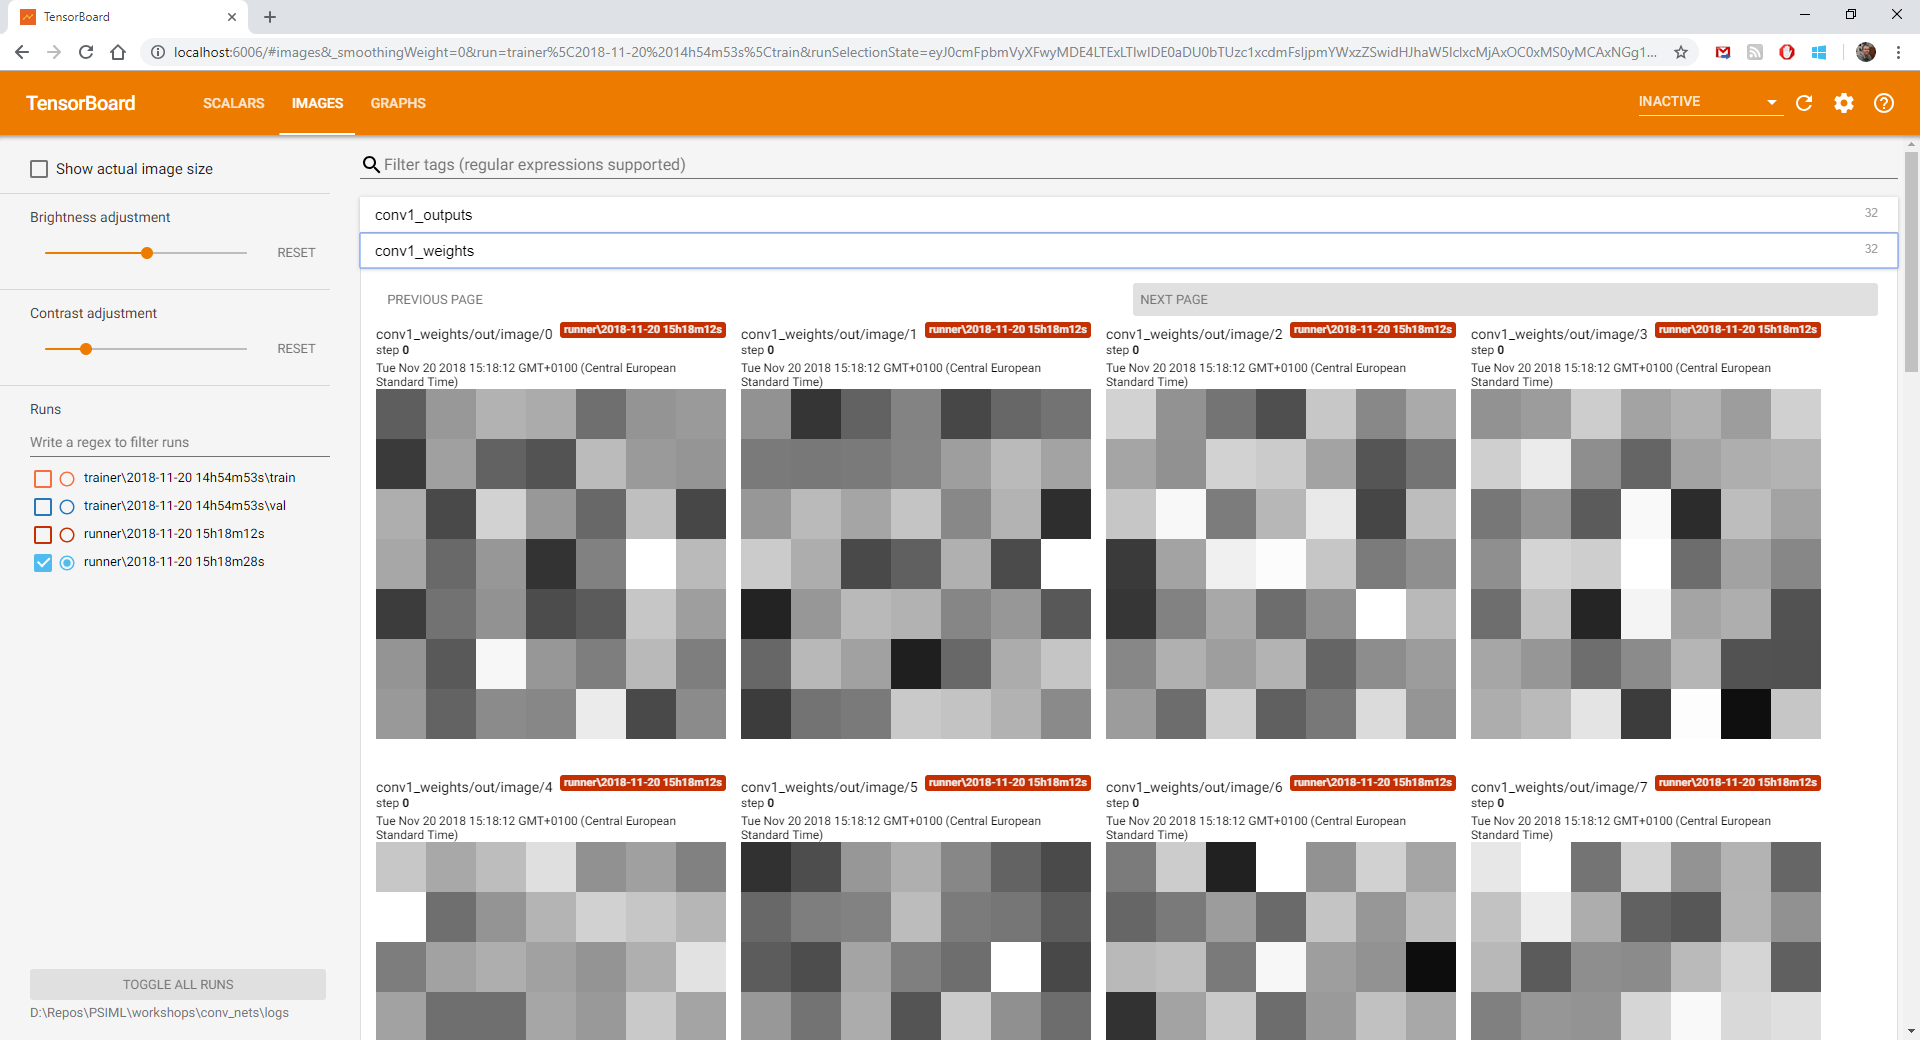 TensorBoard
localhost:6006/#images&_smoothingWeight=0&run=trainer%5C2018-11-20%2014h54m53s%5Ctrain&runSelectionState=
TensorBoard
SCALARS
IMAGES
GRAPHS
INACTIVE
Show actual image size
Filter tags (regular expressions supported)
Brightness adjustment
RESET
Contrast adjustment
RESET
Runs
Write a regex to filter runs
trainer\2018-11-20 14h54m53s\train
trainer\2018-11-20 14h54m53s\val
runner\2018-11-20 15h18m12s
runner\2018-11-20 15h18m28s
TOGGLE ALL RUNS
D:\Repos\PSIML\workshops\conv_nets\logs
conv1_outputs
32
conv1_weights
32
PREVIOUS PAGE
NEXT PAGE
conv1_weights/out/image/0 runner\2018-11-20 15h18m12s
step 0
Tue Nov 20 2018 15:18:12 GMT+0100 (Central European
Standard Time)
conv1_weights/out/image/1 runner\2018-11-20 15h18m12s
step 0
Tue Nov 20 2018 15:18:12 GMT+0100 (Central European
Standard Time)
conv1_weights/out/image/2 runner\2018-11-20 15h18m12s
step 0
Tue Nov 20 2018 15:18:12 GMT+0100 (Central European
Standard Time)
conv1_weights/out/image/3 runner\2018-11-20 15h18m12s
step 0
Tue Nov 20 2018 15:18:12 GMT+0100 (Central European
Standard Time)
conv1_weights/out/image/4 runner\2018-11-20 15h18m12s
step 0
Tue Nov 20 2018 15:18:12 GMT+0100 (Central European
Standard Time)
conv1_weights/out/image/5 runner\2018-11-20 15h18m12s
step 0
Tue Nov 20 2018 15:18:12 GMT+0100 (Central European
Standard Time)
conv1_weights/out/image/6 runner\2018-11-20 15h18m12s
step 0
Tue Nov 20 2018 15:18:12 GMT+0100 (Central European
Standard Time)
conv1_weights/out/image/7 runner\2018-11-20 15h18m12s
step 0
Tue Nov 20 2018 15:18:12 GMT+0100 (Central European
Standard Time)